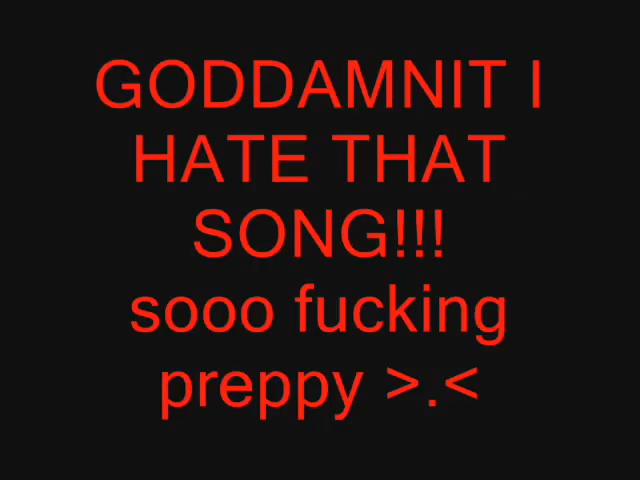 GODDAMNIT I
HATE THAT
SONG!!!
sooo fucking
preppy >.<